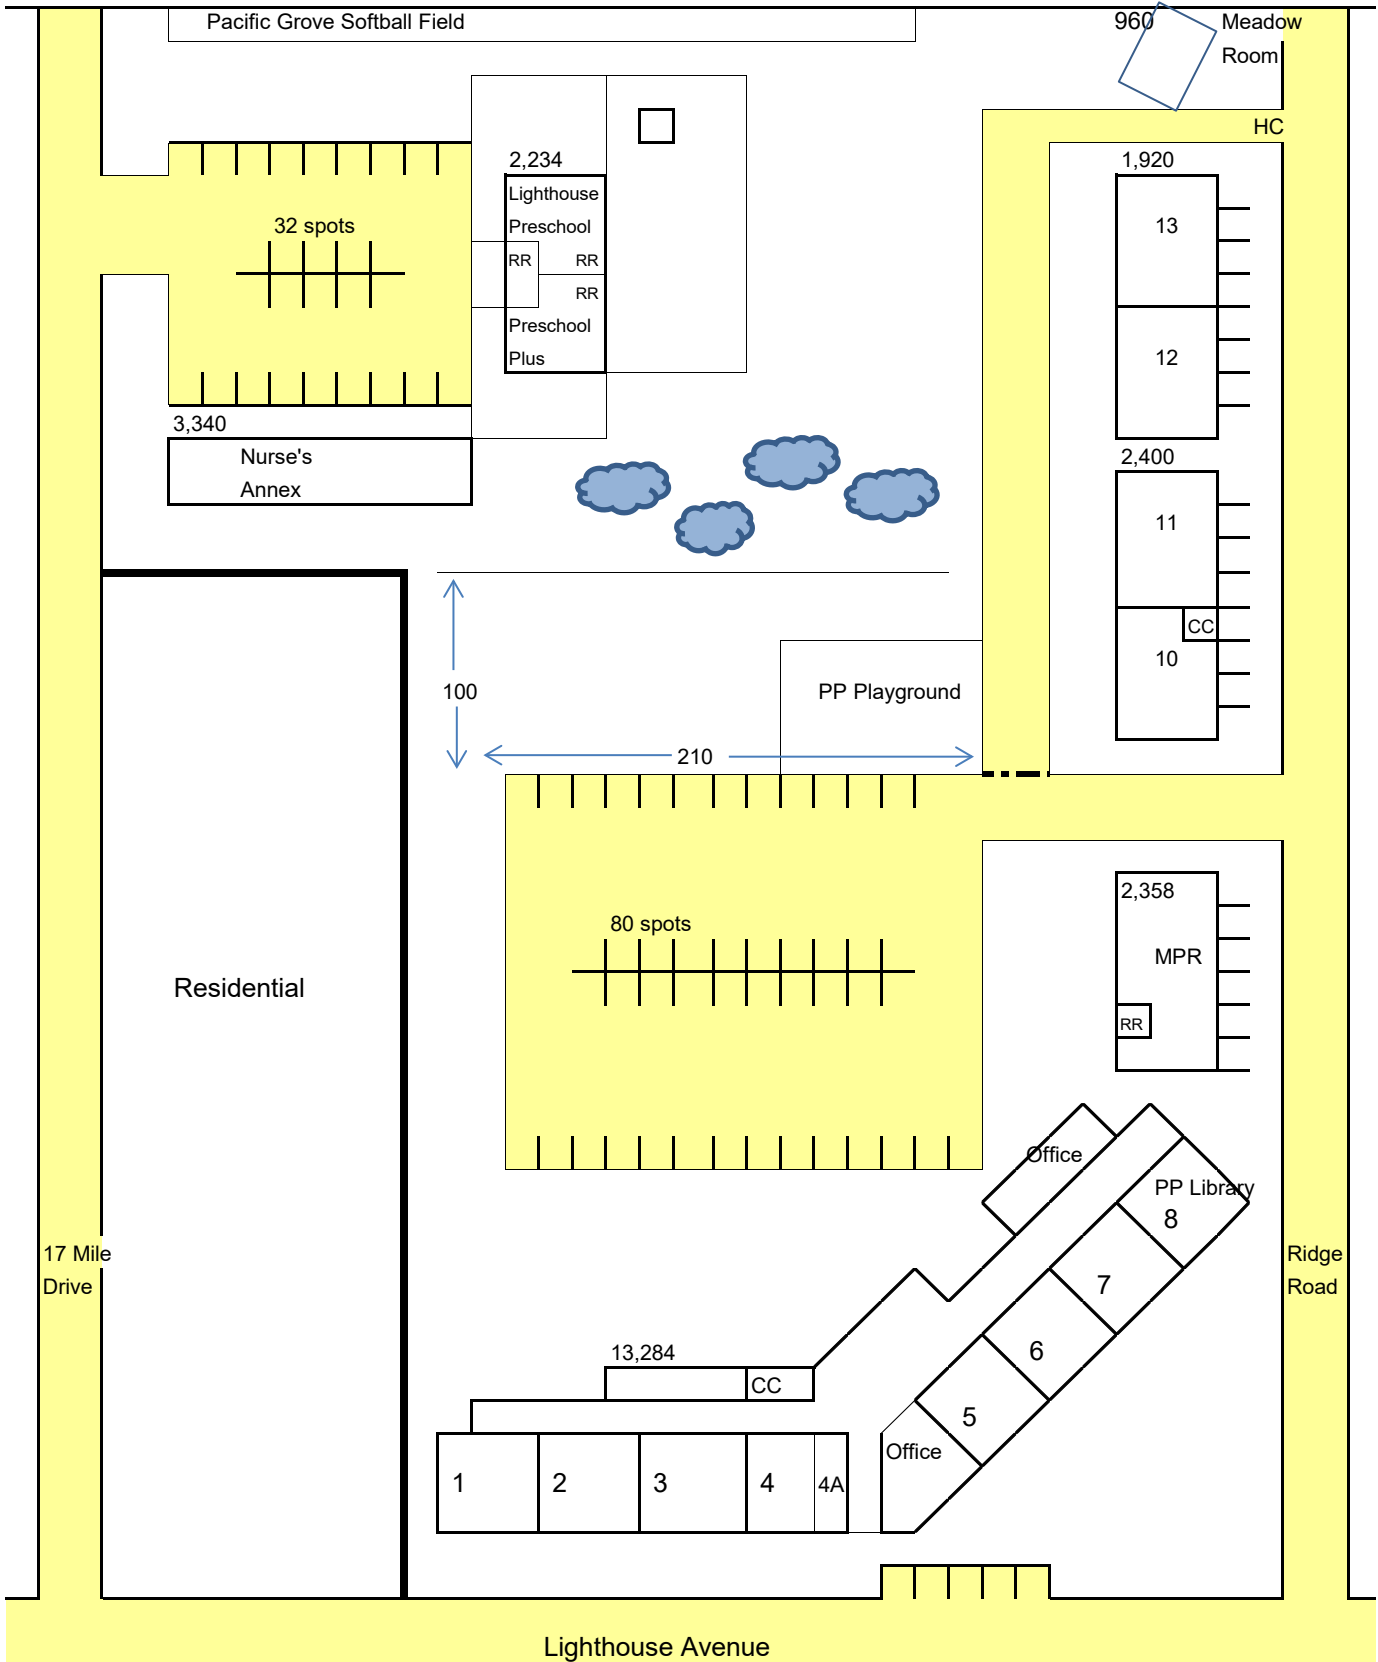 Pacific Grove Softball Field
960
Meadow
Room
HC
2,234
1,920
Lighthouse
Preschool
32 spots
13
RR
RR
RR
Preschool
Plus
12
3,340
Nurse's
Annex
2,400
11
CC
10
100
PP Playground
210
2,358
80 spots
MPR
Residential
RR
Office
PP Library
8
17 Mile
Drive
Ridge
Road
7
6
13,284
CC
5
Office
1
2
3
4
4A
Lighthouse Avenue